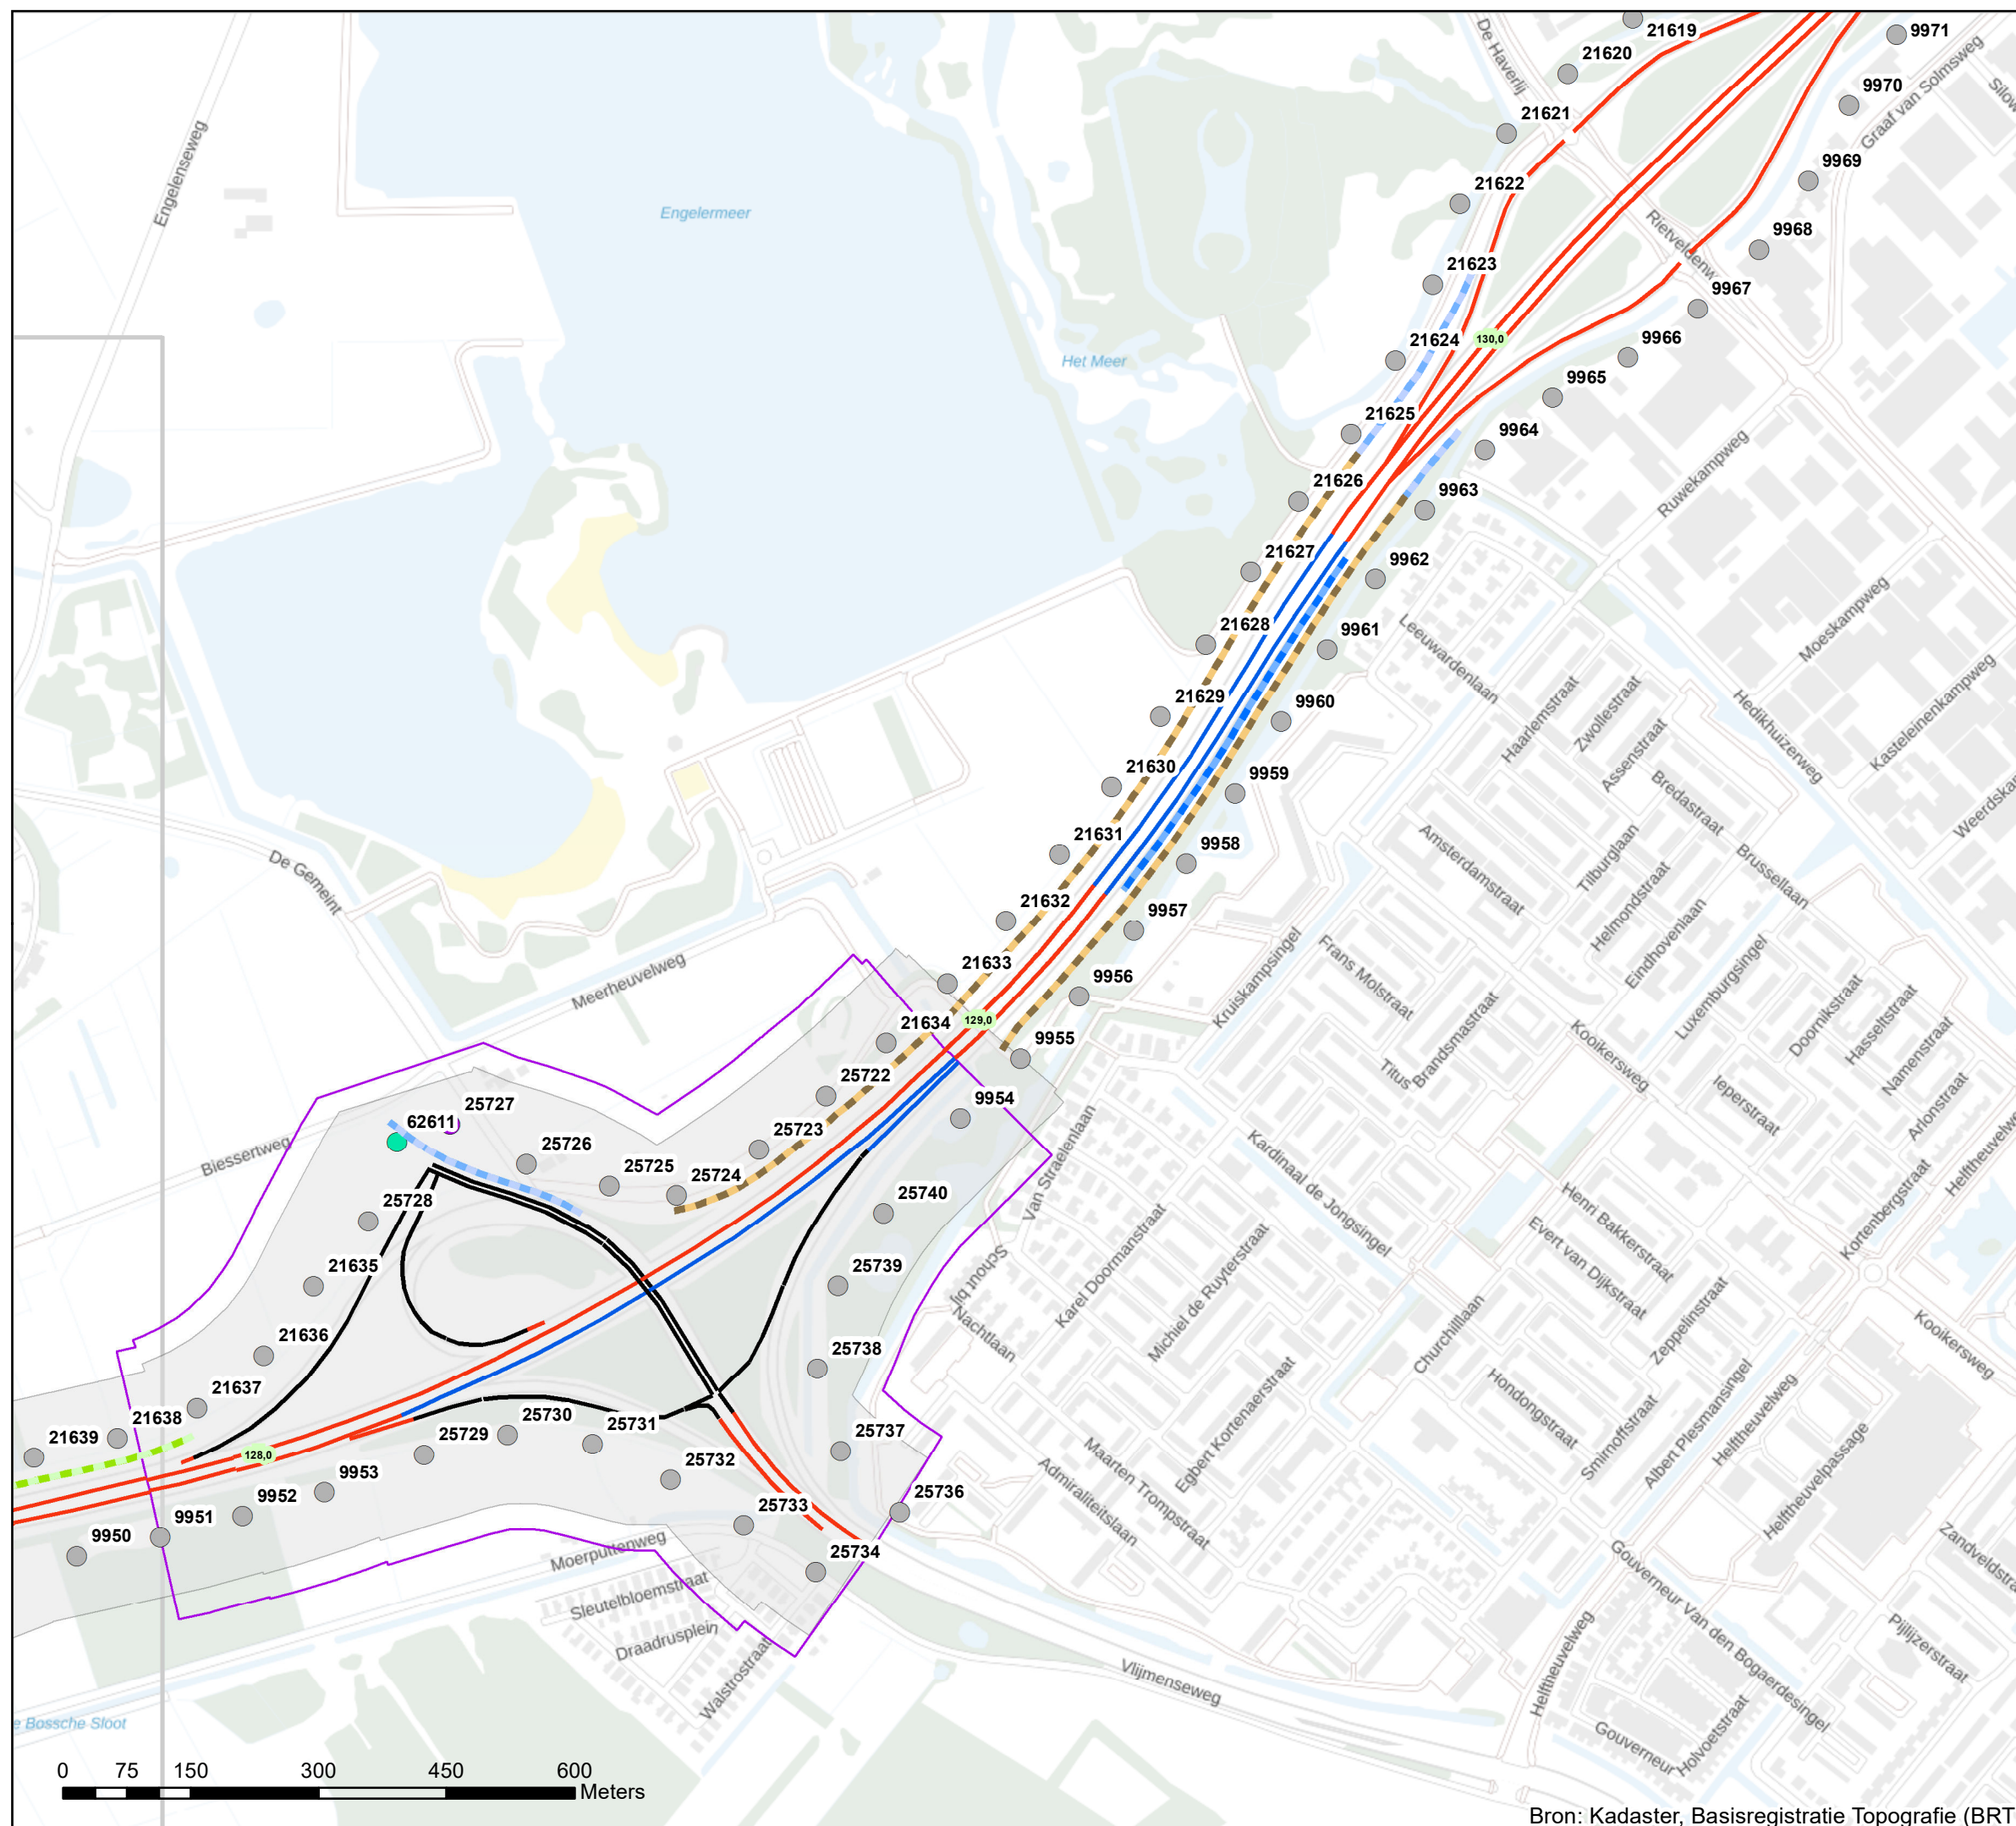 21619
9971
21620
De Haverlij
Graaf van Solmsweg
9970
21621
Engelenseweg
9969
21622
Engelermeer
9968
21623
9967
21624
130,0
9966
Het Meer
9965
21625
9964
Ruwekampweg
21626
9963
21627
9962
21628
9961
Leeuwardenlaan
Moeskampweg
21629
9960
Haarlemstraat
Zwollestraat
Assenstraat
Hedikhuizerweg
Kasteleinenkampweg
21630
9959
Bredastraat
21631
9958
Amsterdamstraat
Tilburglaan
Brussellaan
De Gemeint
21632
9957
Helmondstraat
Eindhovenlaan
21633
9956
Meerheuvelweg
Kruiskampsingel
Frans Molstraat
Luxemburgsingel
Doornikstraat
Hasseltstraat
129,0
21634
9955
Titus
Brandsmastraat
Kooikersweg
Namenstraat
25722
9954
Ieperstraat
Arlonstraat
25727
62611
25723
Biessertweg
25726
25725
25724
Van Straelenlaan
Kardinaal de Jongsingel
25728
25740
Henri Bakkerstraat
Kortenbergstraat
21635
25739
Karel Doormanstraat
Michiel de Ruyterstraat
Evert van Dijkstraat
Schout bij
Nachtlaan
21636
25738
Churchilllaan
Zeppelinstraat
Kooikersweg
21637
21638
25730
25731
25737
Egbert Kortenaerstraat
Hondongstraat
Smirnoffstraat
Albert Plesmansingel
Helftheuvelweg
Helftheuvelpassage
21639
128,0
25729
25732
Maarten Trompstraat
Admiraliteitslaan
9953
9952
25733
25736
9951
9950
25734
Moerputtenweg
Sleutelbloemstraat
Draadrusplein
Walstrostraat
Vlijmenseweg
Helftheuvelweg
Gouverneur Van den Bogaerdesingel
Pijlijzerstraat
Gouverneur
Holvoetstraat
e Bossche Sloot
0 75 150 300 450 600
Meters
Bron: Kadaster, Basisregistratie Topografie (BRT